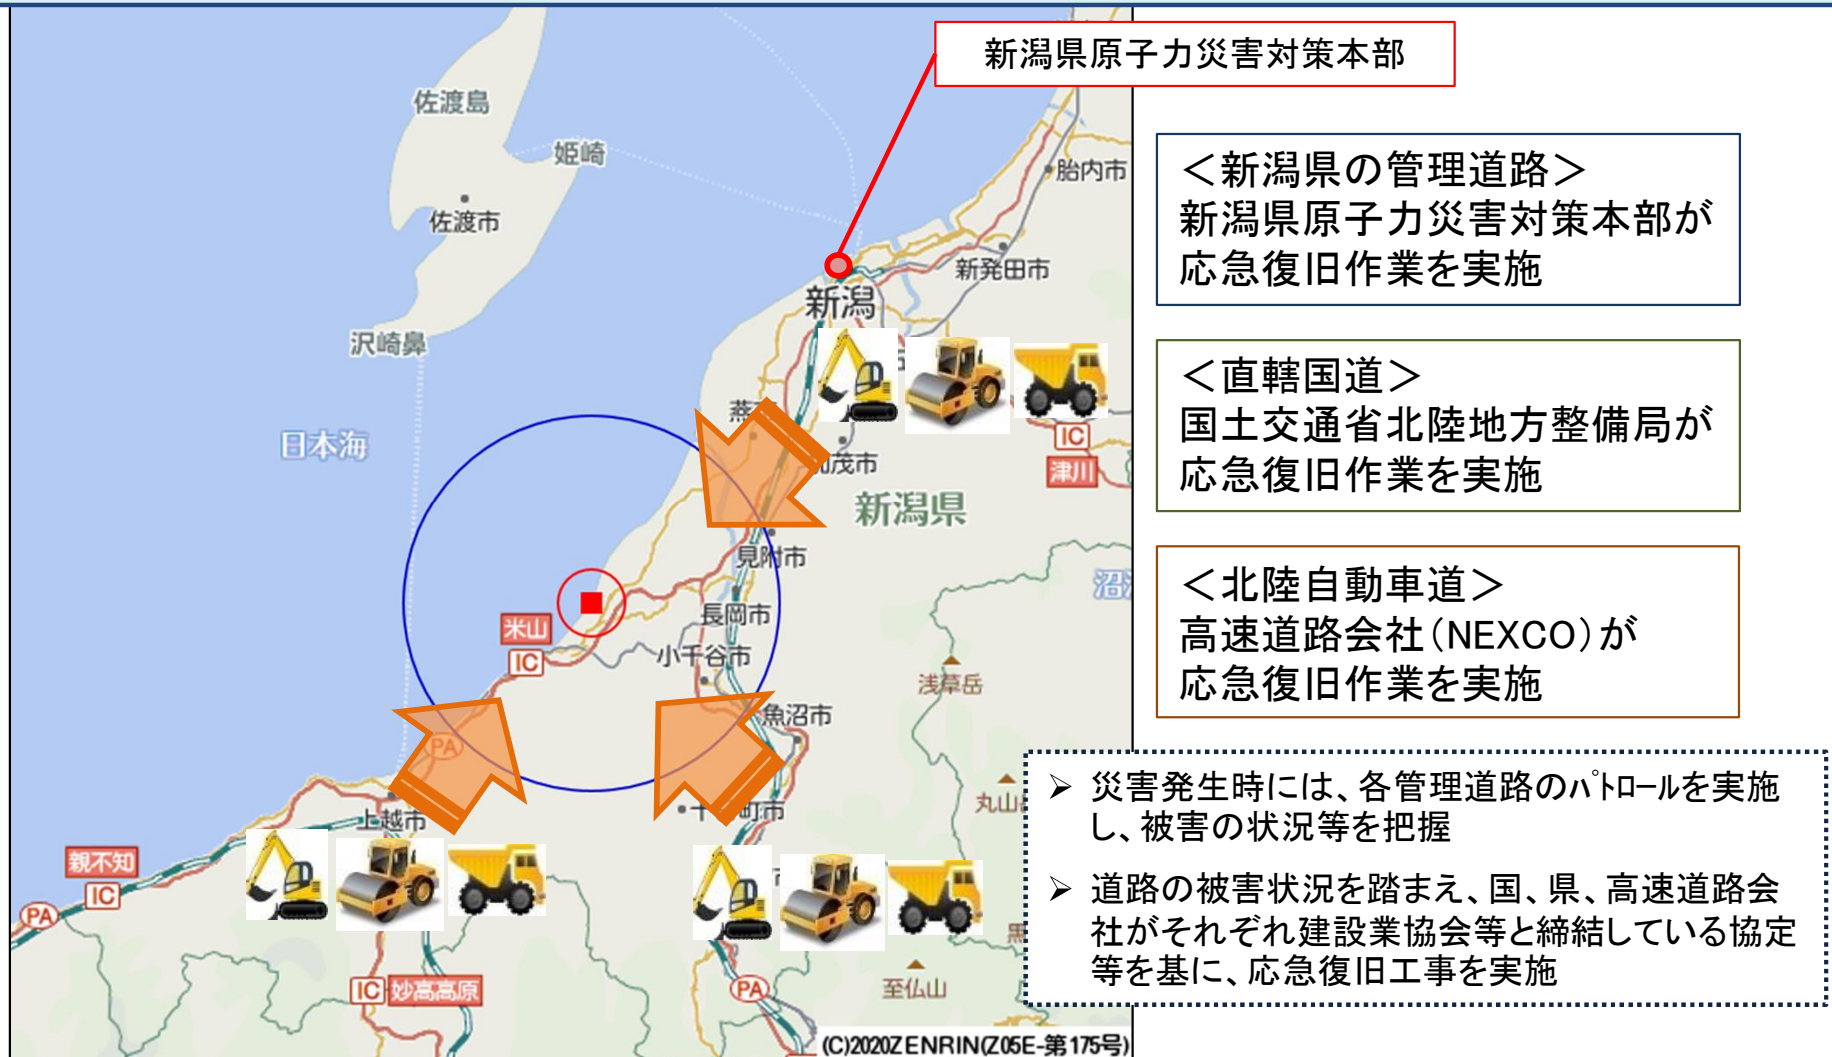 新潟県原子力災害対策本部
佐渡島
姫崎
佐渡市
胎内市
新発田市
新潟
沢崎鼻
日本海
IC
津川
加茂市
新潟県
見附市
長岡市
米山
IC
小千谷市
浅草岳
魚沼市
PA
上越市
親不知
IC
PA
IC
妙高高原
PA
至仏山
(C)2020ZENRIN(Z05E-第175号)
＜新潟県の管理道路＞
新潟県原子力災害対策本部が
応急復旧作業を実施
＜直轄国道＞
国土交通省北陸地方整備局が
応急復旧作業を実施
＜北陸自動車道＞
高速道路会社（NEXCO）が
応急復旧作業を実施
➢ 災害発生時には、各管理道路のﾊﾟﾄﾛｰﾙを実施
し、被害の状況等を把握
➢ 道路の被害状況を踏まえ、国、県、高速道路会
社がそれぞれ建設業協会等と締結している協定
等を基に、応急復旧工事を実施